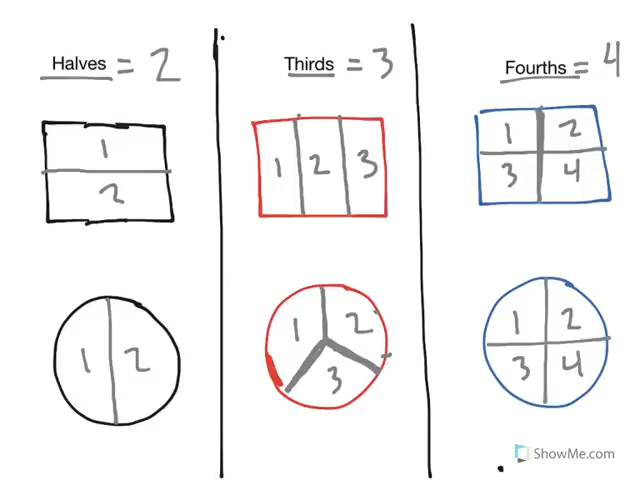 Halves = 2
Thirds = 3
Fourths = 4
1
2
1 2 3
1 2
3 4
1 2
1 2
3
1 2
3 4
ShowMe.com